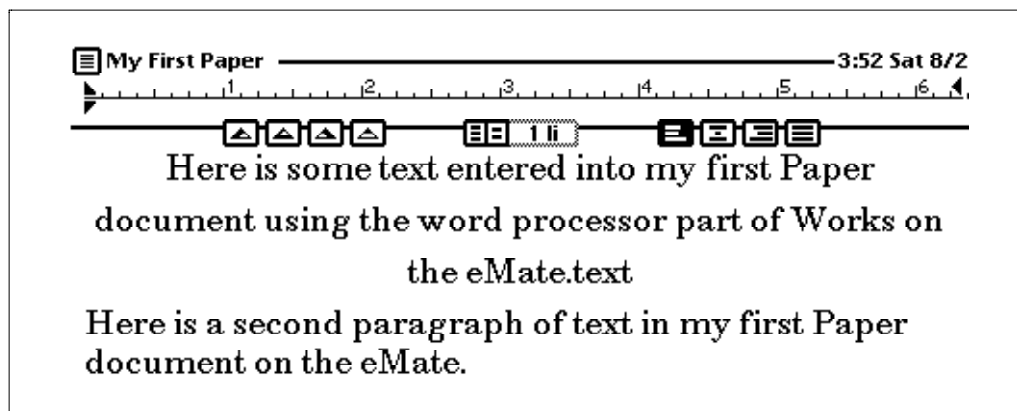 My First Paper 3:52 Sat 8/2
1 2 3 4 5 6
1 li
Here is some text entered into my first Paper
document using the word processor part of Works on
the eMate.text
Here is a second paragraph of text in my first Paper
document on the eMate.